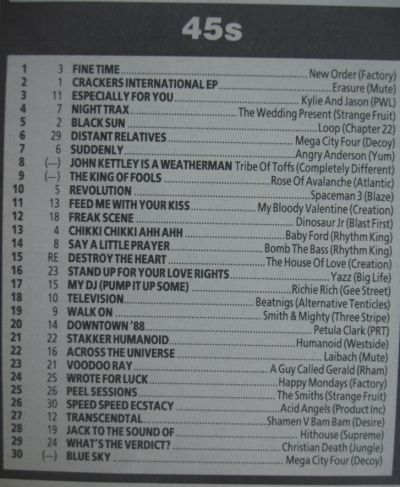 45s
1 3 FINE TIME New Order (Factory)
2 1 CRACKERS INTERNATIONAL EP Erasure (Mute)
3 11 ESPECIALLY FOR YOU Kylie And Jason (PWL)
4 7 NIGHT TRAX The Wedding Present (Strange Fruit)
5 2 BLACK SUN Loop (Chapter 22)
6 29 DISTANT RELATIVES Mega City Four (Decoy)
7 6 SUDDENLY Angry Anderson (Yum)
8 (—) JOHN KETTLEY IS A WEATHERMAN Tribe Of Toffs (Completely Different)
9 (—) THE KING OF FOOLS Rose Of Avalanche (Atlantic)
10 5 REVOLUTION Spaceman 3 (Blaze)
11 13 FEED ME WITH YOUR KISS My Bloody Valentine (Creation)
12 18 FREAK SCENE Dinosaur Jr (Blast First)
13 4 CHIKKI CHIKKI AHH AHH Baby Ford (Rhythm King)
14 8 SAY A LITTLE PRAYER Bomb The Bass (Rhythm King)
15 RE DESTROY THE HEART The House Of Love (Creation)
16 23 STAND UP FOR YOUR LOVE RIGHTS Yazz (Big Life)
17 15 MY DJ (PUMP IT UP SOME) Richie Rich (Gee Street)
18 10 TELEVISION Beatnigs (Alternative Tenticles)
19 9 WALK ON Smith & Mighty (Three Stripe)
20 14 DOWNTOWN '88 Petula Clark (PRT)
21 22 STAKKER HUMANOID Humanoid (Westside)
22 16 ACROSS THE UNIVERSE Laibach (Mute)
23 21 VOODOO RAY A Guy Called Gerald (Rham)
24 25 WROTE FOR LUCK Happy Mondays (Factory)
25 26 PEEL SESSIONS The Smiths (Strange Fruit)
26 30 SPEED SPEED ECSTACY Acid Angels (Product Inc)
27 12 TRANSCENDTAL Shamen V Bam Bam (Desire)
28 19 JACK TO THE SOUND OF Hithouse (Supreme)
29 24 WHAT'S THE VERDICT? Christian Death (Jungle)
30 (—) BLUE SKY Mega City Four (Decoy)